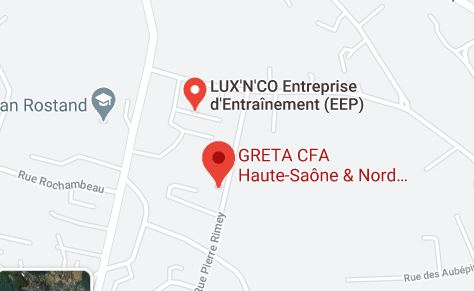 LUX'N'CO Entreprise
d'Entraînement (EEP)
an Rostand
GRETA CFA
Haute-Saône & Nord...
Rue Rochambeau
Rue Pierre Rimey
Rue des Aubépin